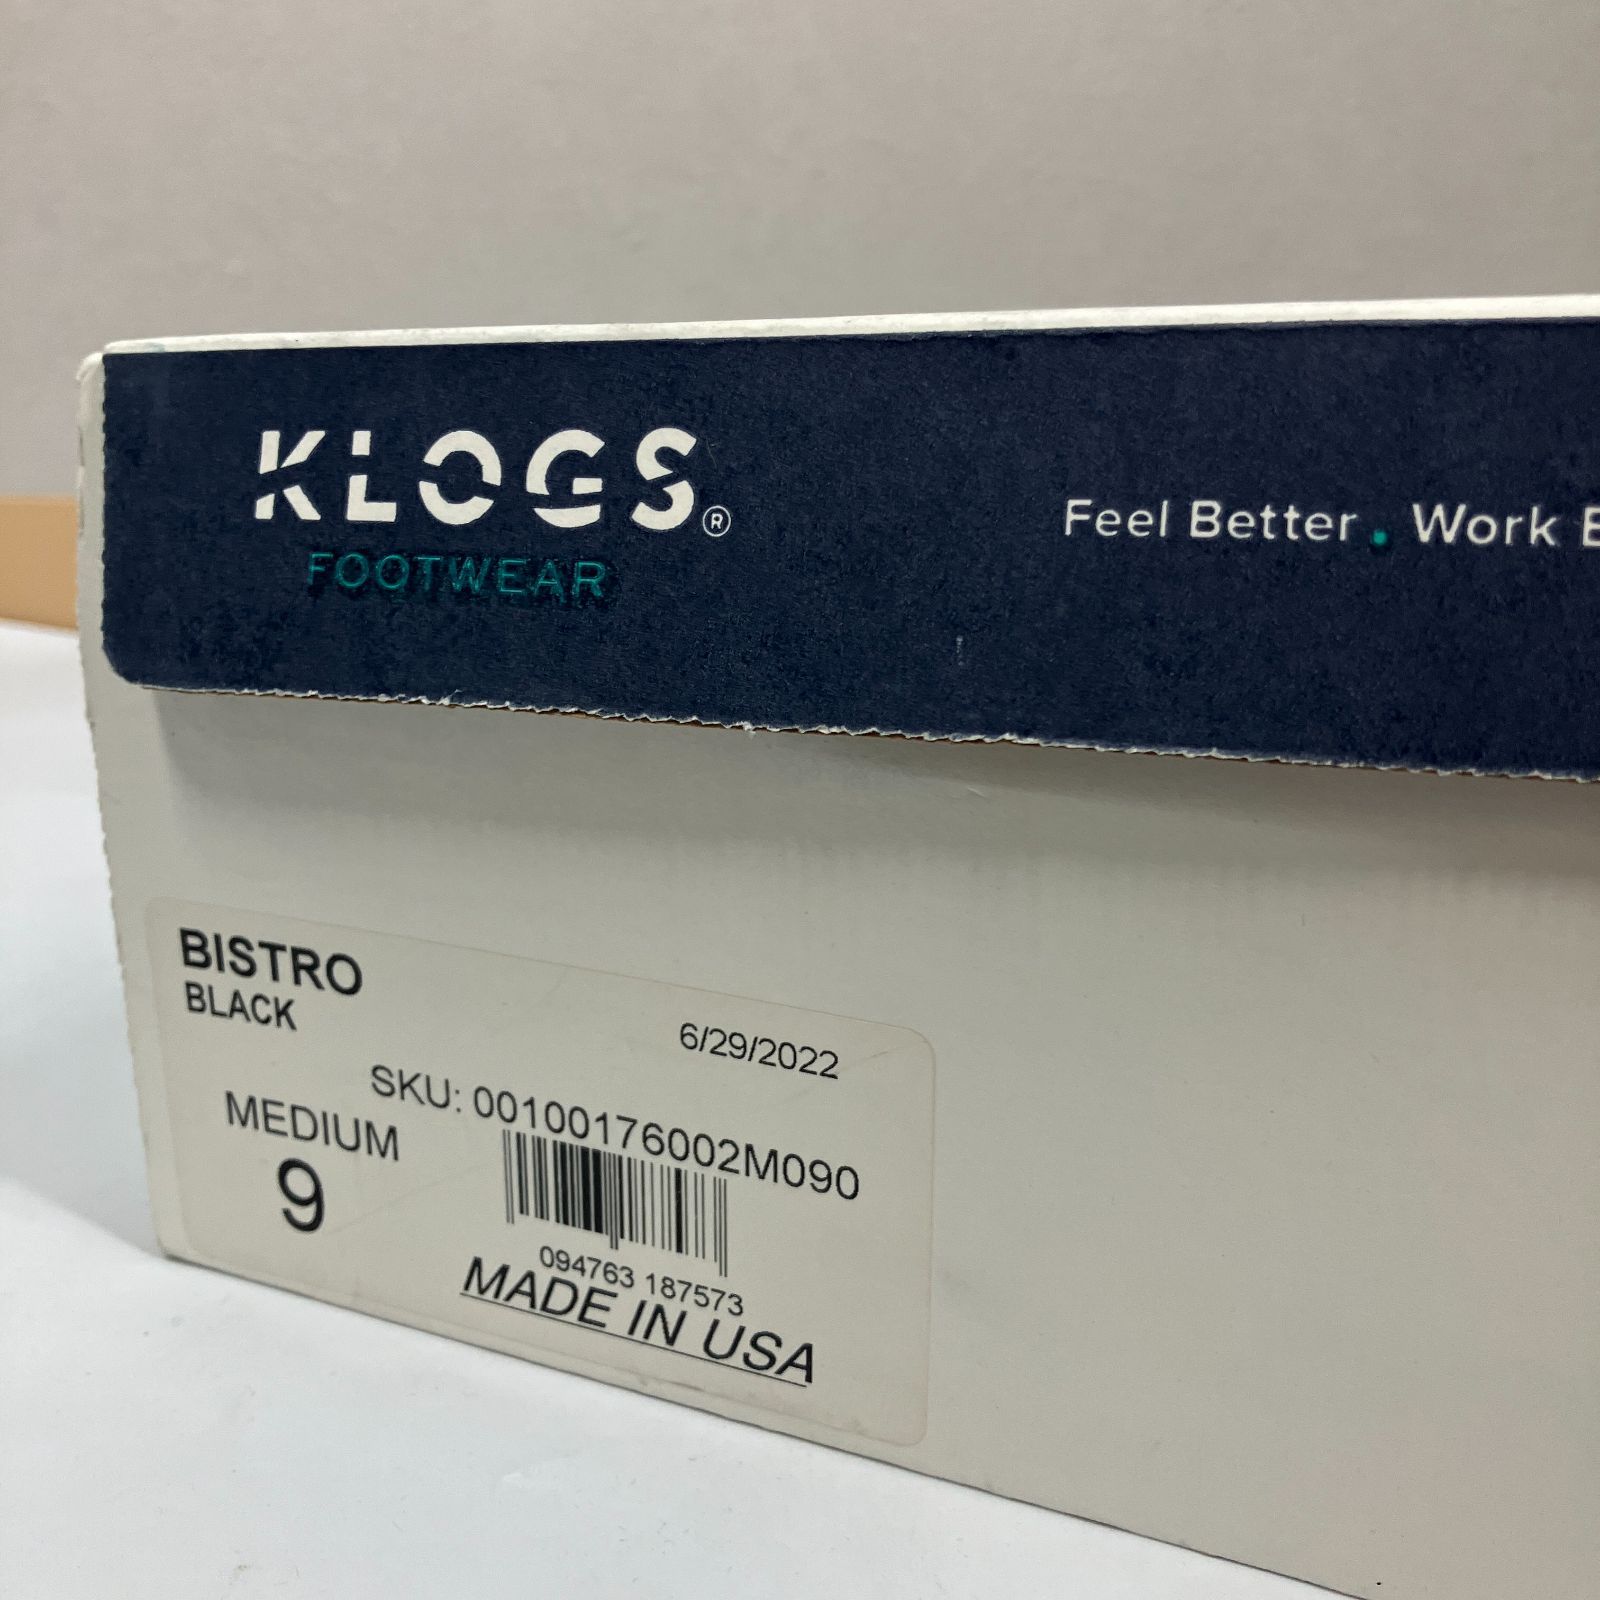 KLOGS®
FOOTWEAR
Feel Better. Work
BISTRO
BLACK
6/29/2022
SKU: 00100176002M090
MEDIUM
9
094763 187573
MADE IN USA